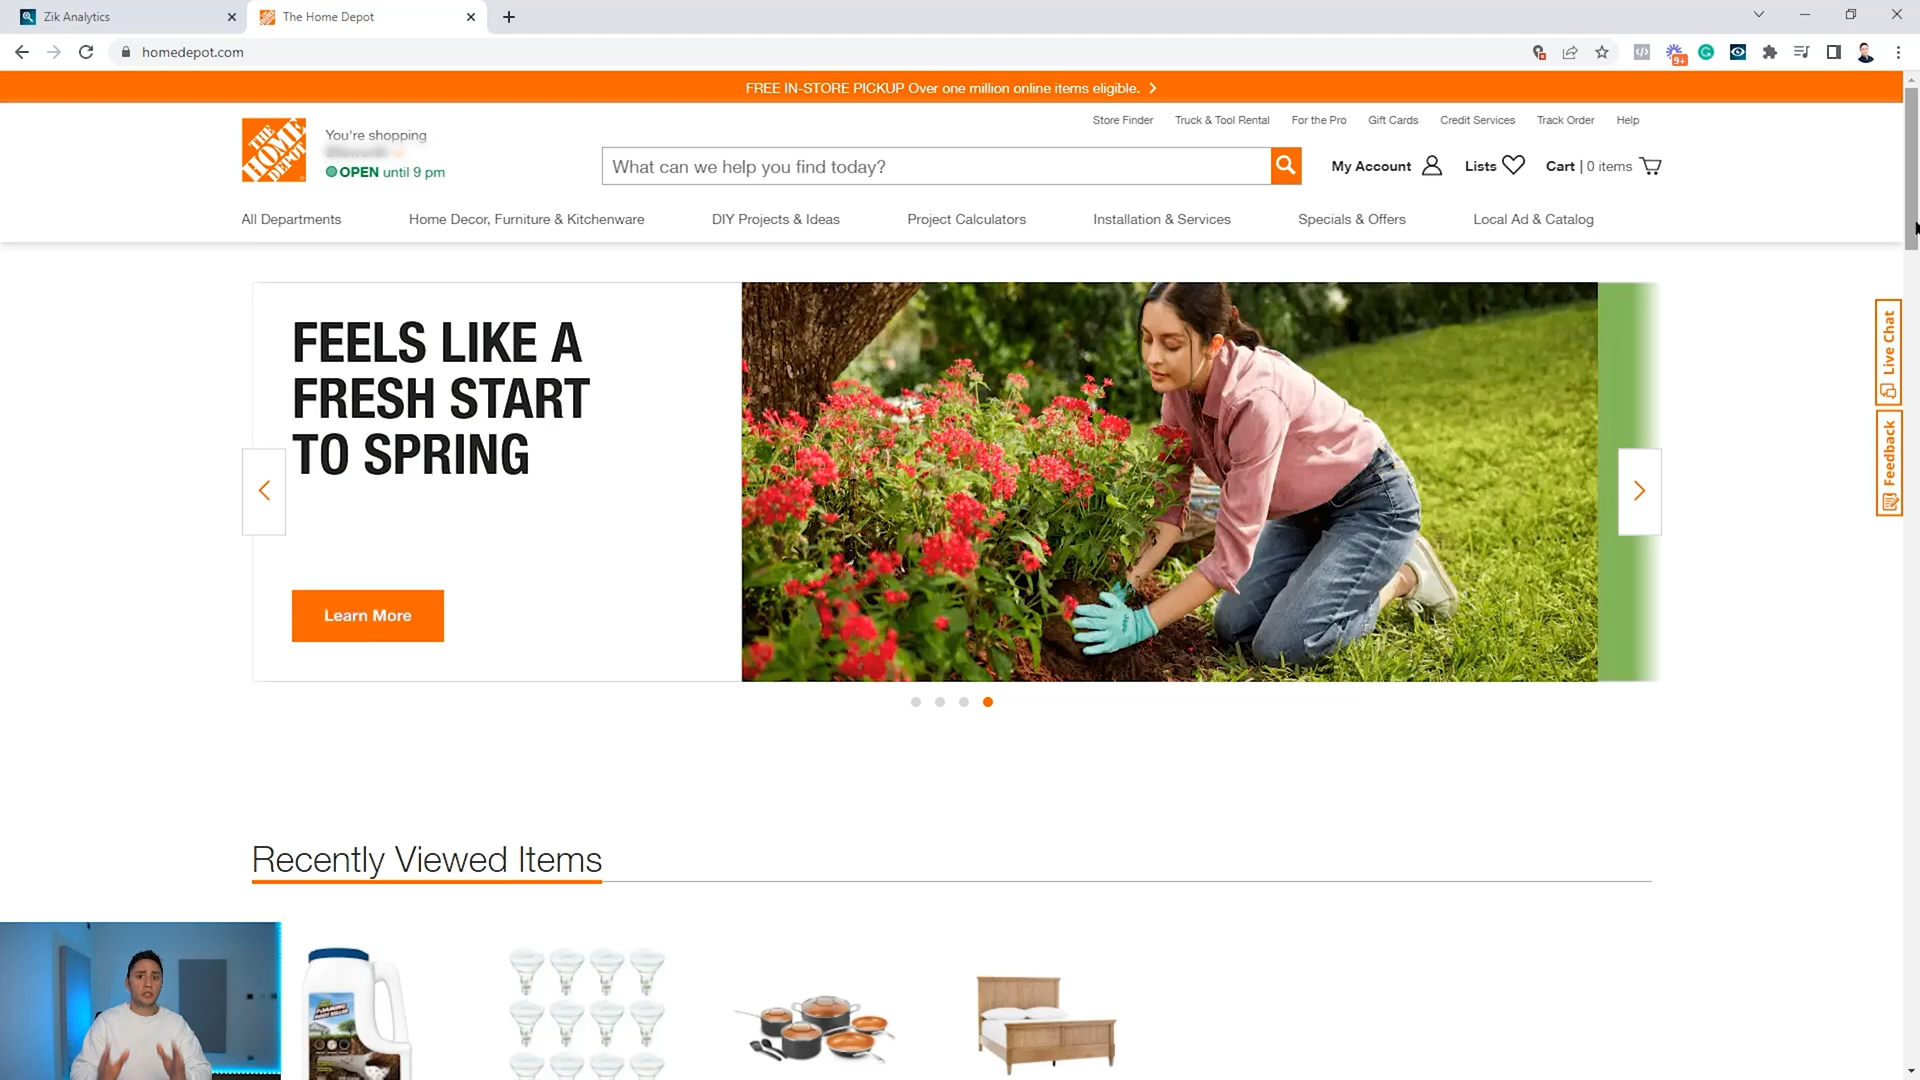 Zik Analytics
The Home Depot
homedepot.com
9+
FREE IN-STORE PICKUP Over one million online items eligible.
Store Finder
Truck & Tool Rental
For the Pro
Gift Cards
Credit Services
Track Order
Help
THE HOME DEPOT
You're shopping
OPEN until 9 pm
What can we help you find today?
My Account
Lists
Cart | 0 items
All Departments
Home Decor, Furniture & Kitchenware
DIY Projects & Ideas
Project Calculators
Installation & Services
Specials & Offers
Local Ad & Catalog
FEELS LIKE A
FRESH START
TO SPRING
Learn More
Live Chat
Feedback
Recently Viewed Items